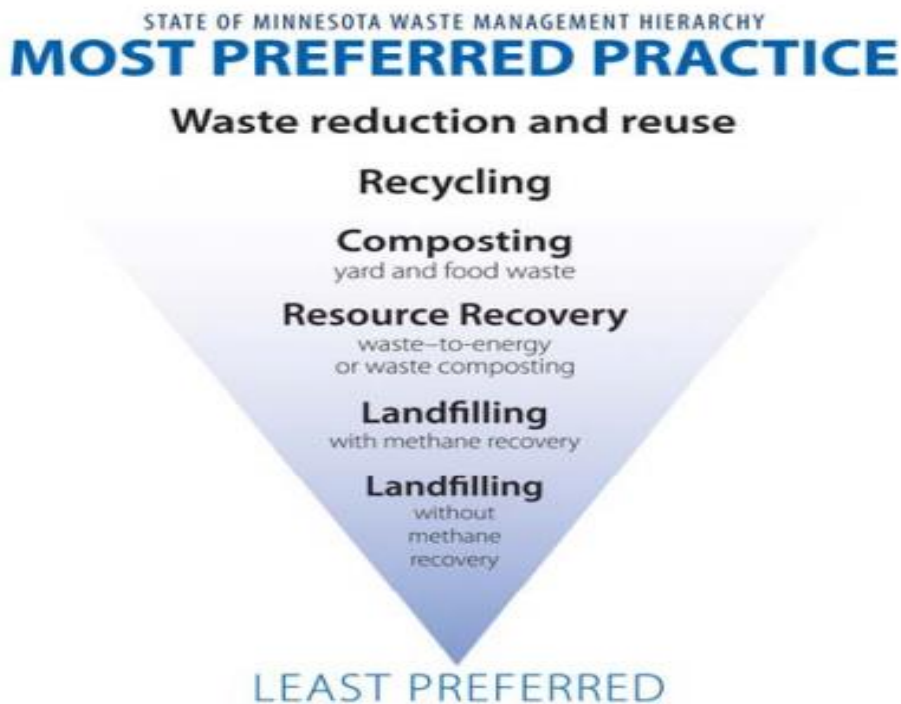 STATE OF MINNESOTA WASTE MANAGEMENT HIERARCHY
MOST PREFERRED PRACTICE
Waste reduction and reuse
Recycling
Composting
yard and food waste
Resource Recovery
waste–to-energy
or waste composting
Landfilling
with methane recovery
Landfilling
without
methane
recovery
LEAST PREFERRED